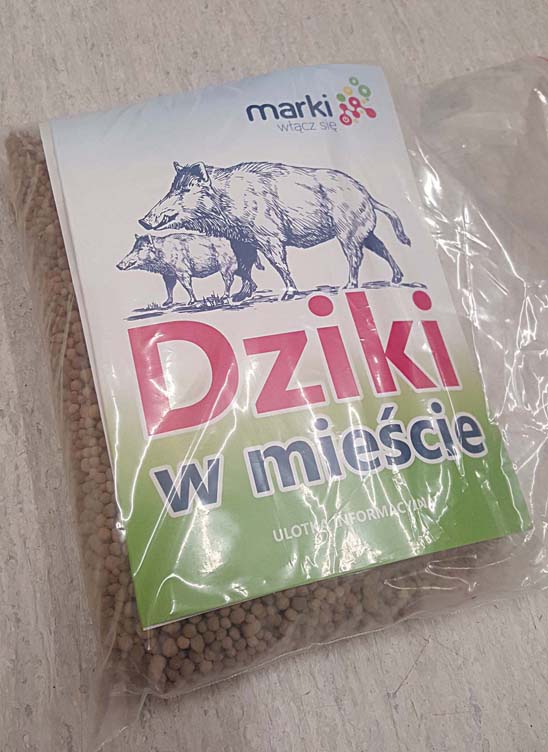 marki
włącz się
Dziki
w mieście
ULOTKA INFORMACYJNA